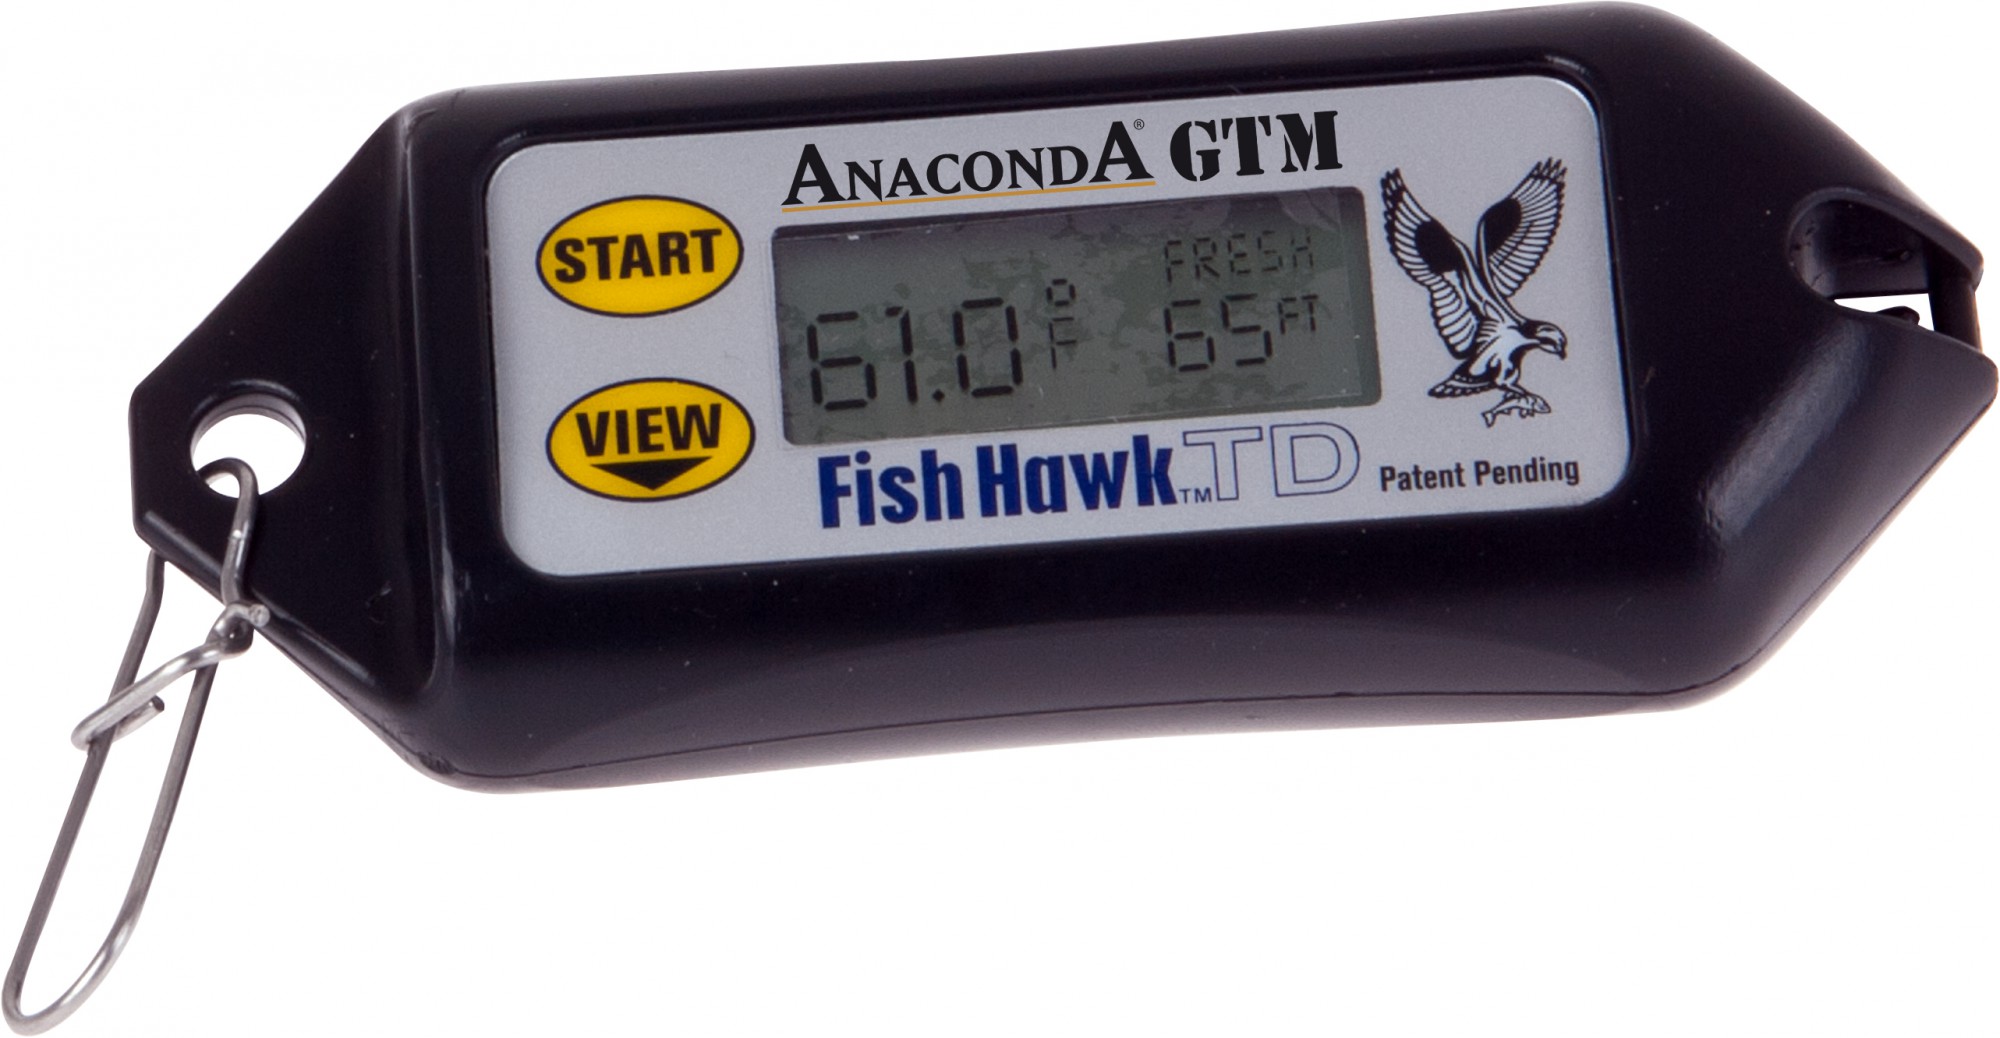 ANACONDA® GTM
START
FRESH
61.0°F 65FT
VIEW
Fish Hawk™ TD
Patent Pending